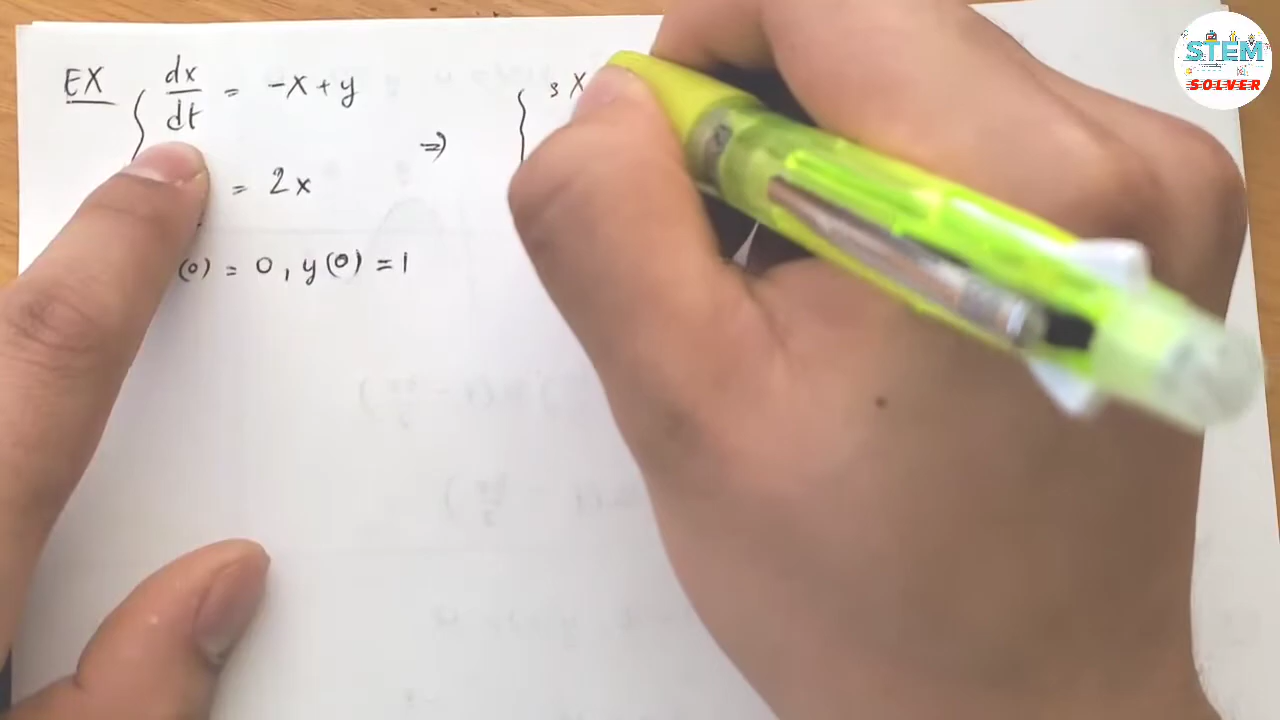 EX dx/dt = -x + y ⇒ { s X
= 2x
(0) = 0, y(0) = 1
STEM
SOLVER